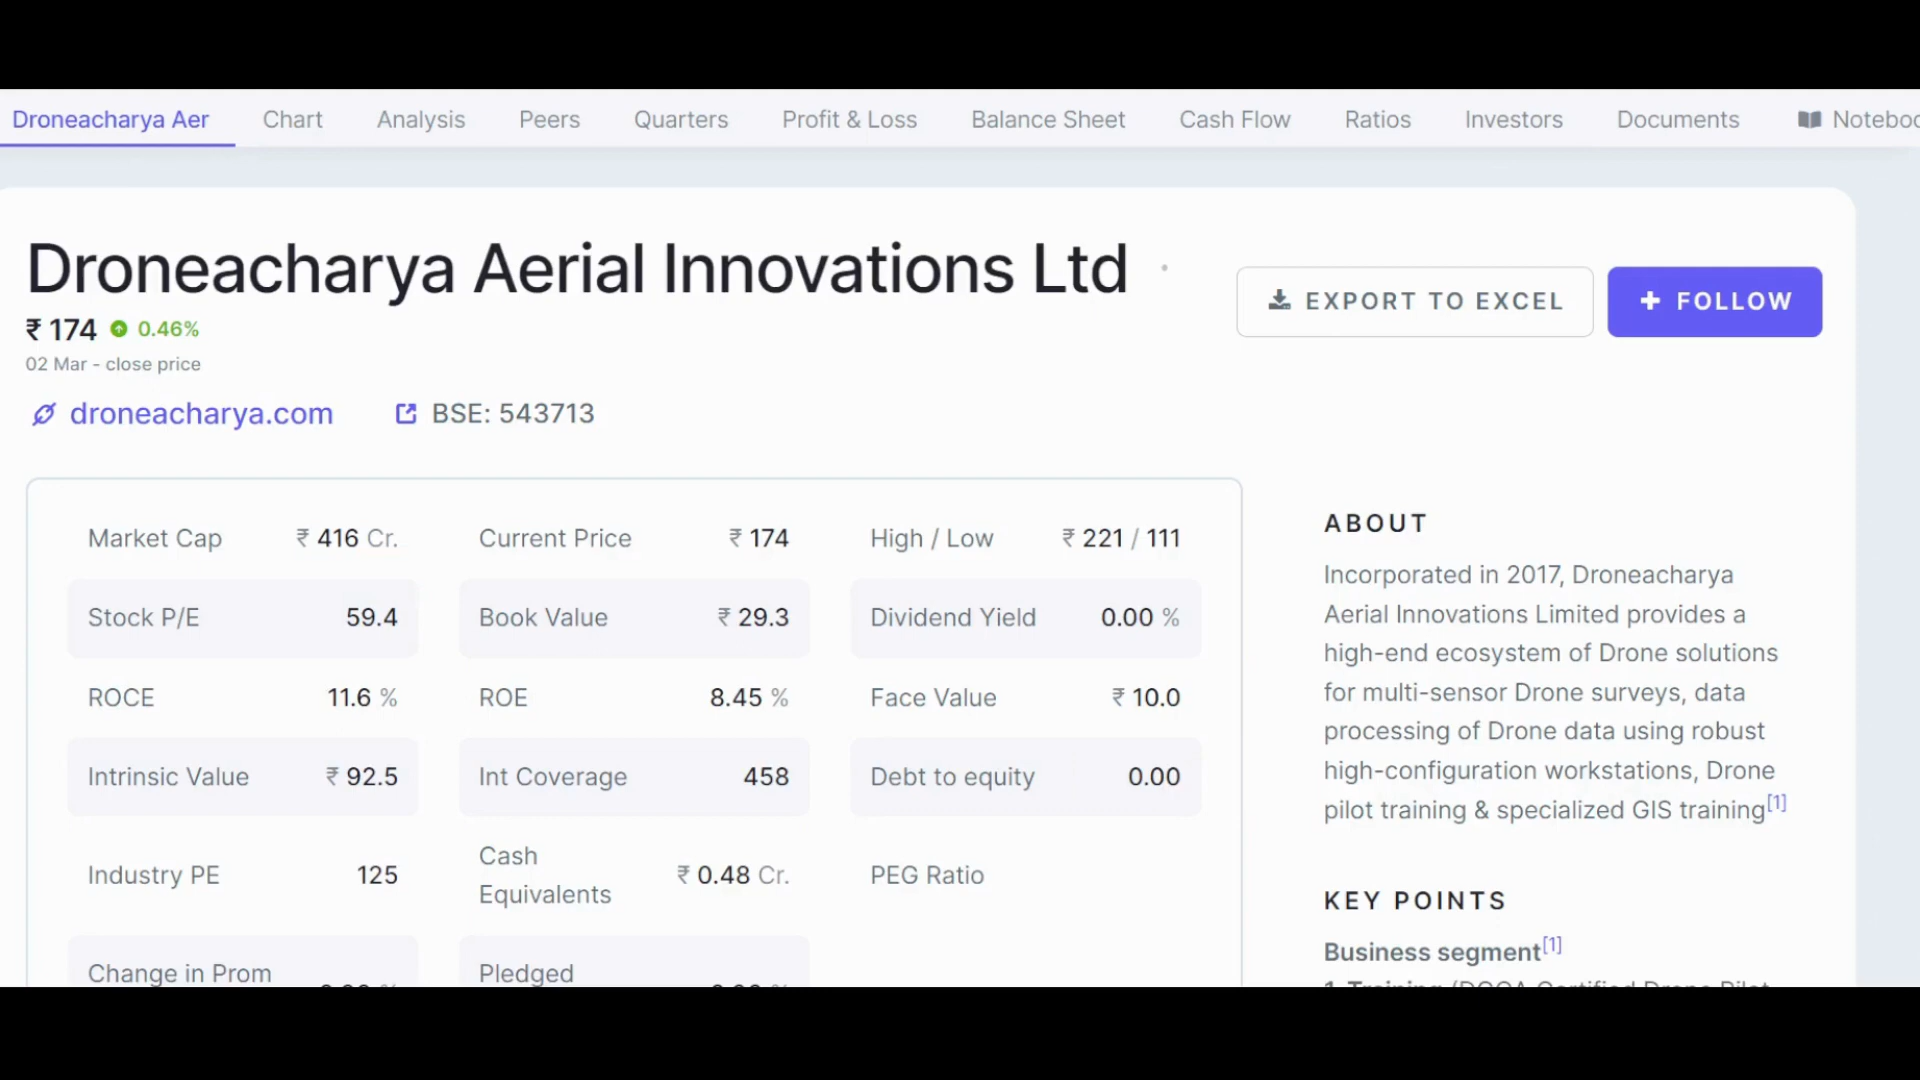 Droneacharya Aer Chart Analysis Peers Quarters Profit & Loss Balance Sheet Cash Flow Ratios Investors Documents
Droneacharya Aerial Innovations Ltd
EXPORT TO EXCEL
FOLLOW
₹ 174 0.46%
02 Mar - close price
droneacharya.com BSE: 543713
Market Cap ₹ 416 Cr. Current Price ₹ 174 High / Low ₹ 221 / 111
Stock P/E 59.4 Book Value ₹ 29.3 Dividend Yield 0.00 %
ROCE 11.6 % ROE 8.45 % Face Value ₹ 10.0
Intrinsic Value ₹ 92.5 Int Coverage 458 Debt to equity 0.00
Industry PE 125 Cash Equivalents ₹ 0.48 Cr. PEG Ratio
Change in Prom Pledged
ABOUT
Incorporated in 2017, Droneacharya
Aerial Innovations Limited provides a
high-end ecosystem of Drone solutions
for multi-sensor Drone surveys, data
processing of Drone data using robust
high-configuration workstations, Drone
pilot training & specialized GIS training[1]
KEY POINTS
Business segment[1]